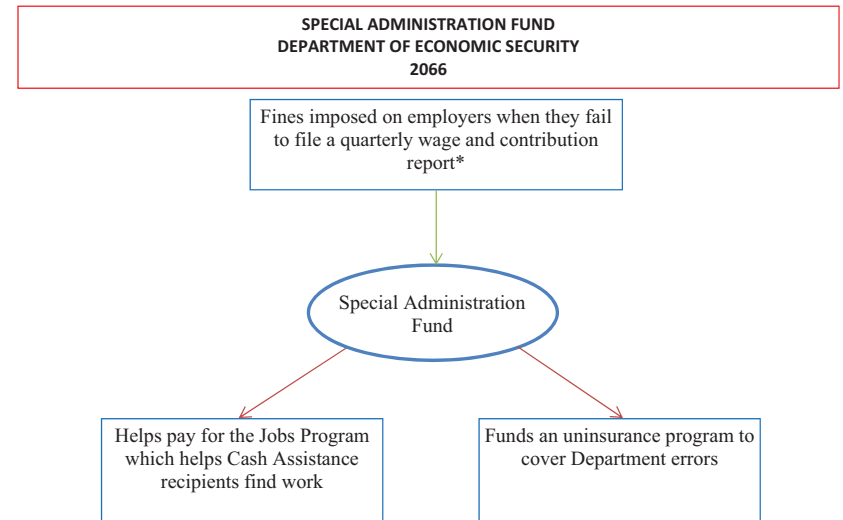 SPECIAL ADMINISTRATION FUND
DEPARTMENT OF ECONOMIC SECURITY
2066
Fines imposed on employers when they fail
to file a quarterly wage and contribution
report*
Special Administration
Fund
Helps pay for the Jobs Program
which helps Cash Assistance
recipients find work
Funds an uninsurance program to
cover Department errors